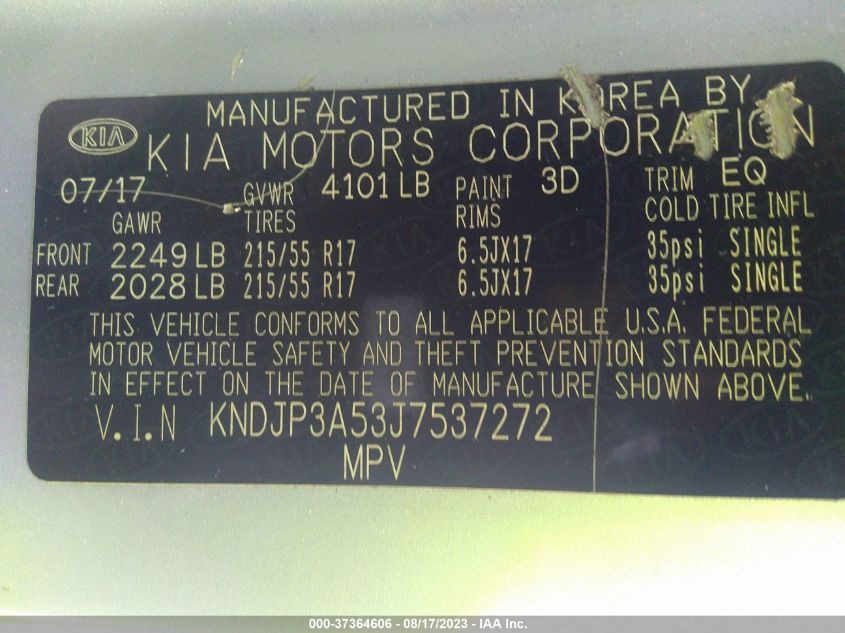 MANUFACTURED IN KOREA BY
KIA KIA MOTORS CORPORATION
07/17 GVWR 4101 LB PAINT 3D TRIM EQ
GAWR TIRES RIMS COLD TIRE INFL
FRONT 2249 LB 215/55 R17 6.5JX17 35psi SINGLE
REAR 2028 LB 215/55 R17 6.5JX17 35psi SINGLE
THIS VEHICLE CONFORMS TO ALL APPLICABLE U.S.A. FEDERAL
MOTOR VEHICLE SAFETY AND THEFT PREVENTION STANDARDS
IN EFFECT ON THE DATE OF MANUFACTURE SHOWN ABOVE.
V.I.N KNDJP3A53J7537272
MPV
000-37364606 - 08/17/2023 - IAA Inc.